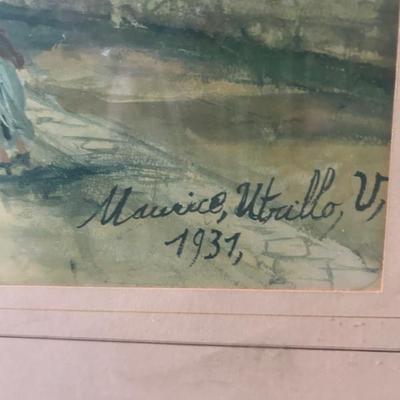 Maurice, Utrillo, V,
1931,